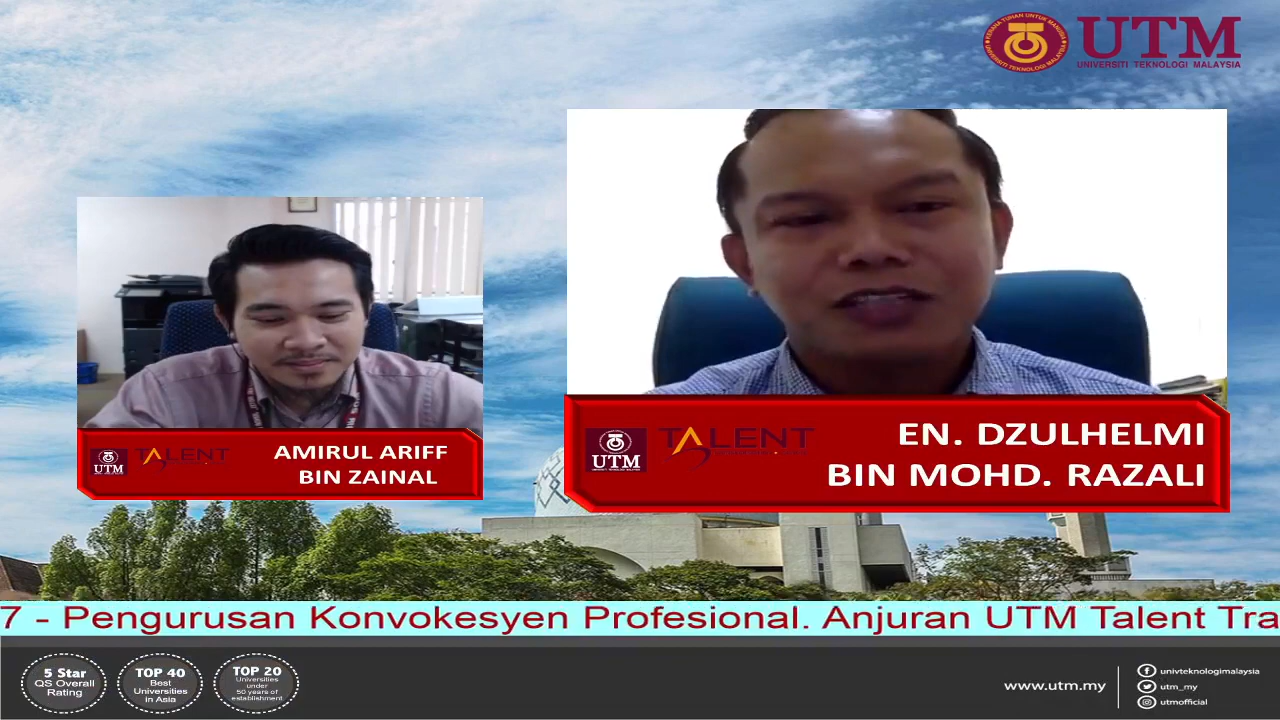 UTM
UNIVERSITI TEKNOLOGI MALAYSIA
UTM
TALENT
AMIRUL ARIFF
BIN ZAINAL
UTM
TALENT
EN. DZULHELMI
BIN MOHD. RAZALI
7 - Pengurusan Konvokesyen Profesional. Anjuran UTM Talent Tra
5 Star
QS Overall
Rating
TOP 40
Best
Universities
in Asia
TOP 20
Universities
under
50 years of
establishment
www.utm.my
univteknologimalaysia
utm_my
utmofficial